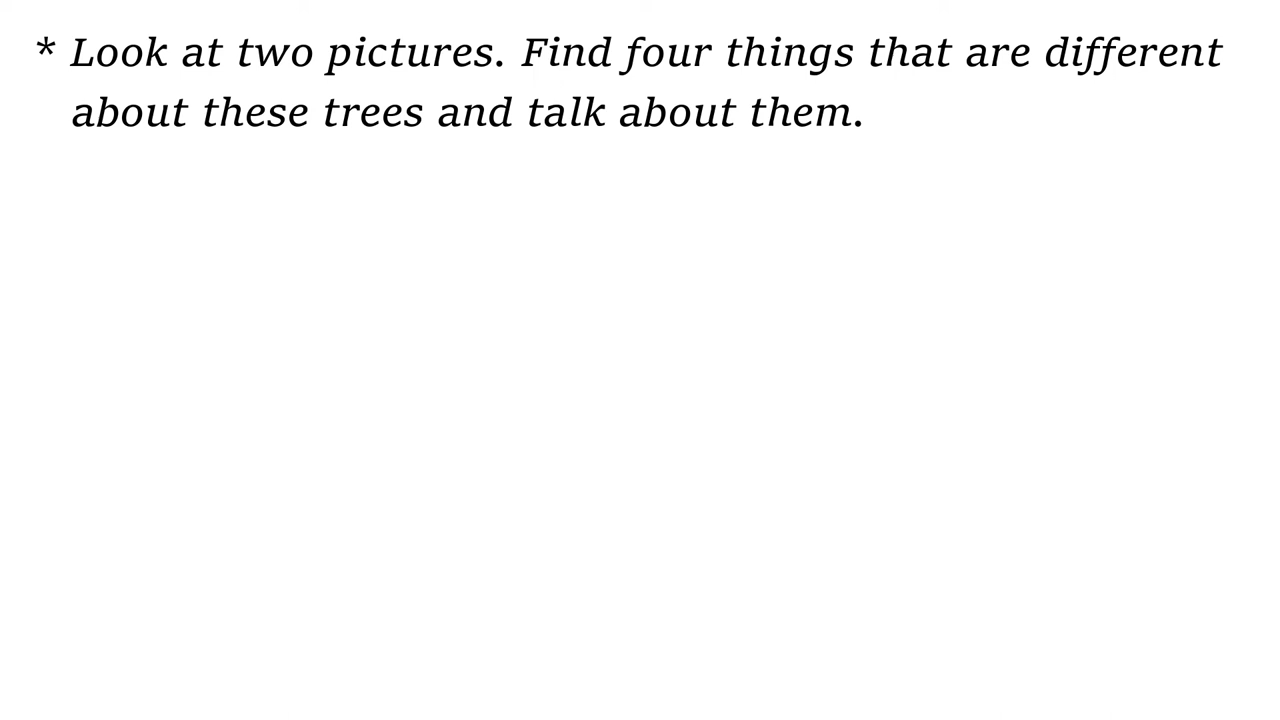 * Look at two pictures. Find four things that are different
about these trees and talk about them.